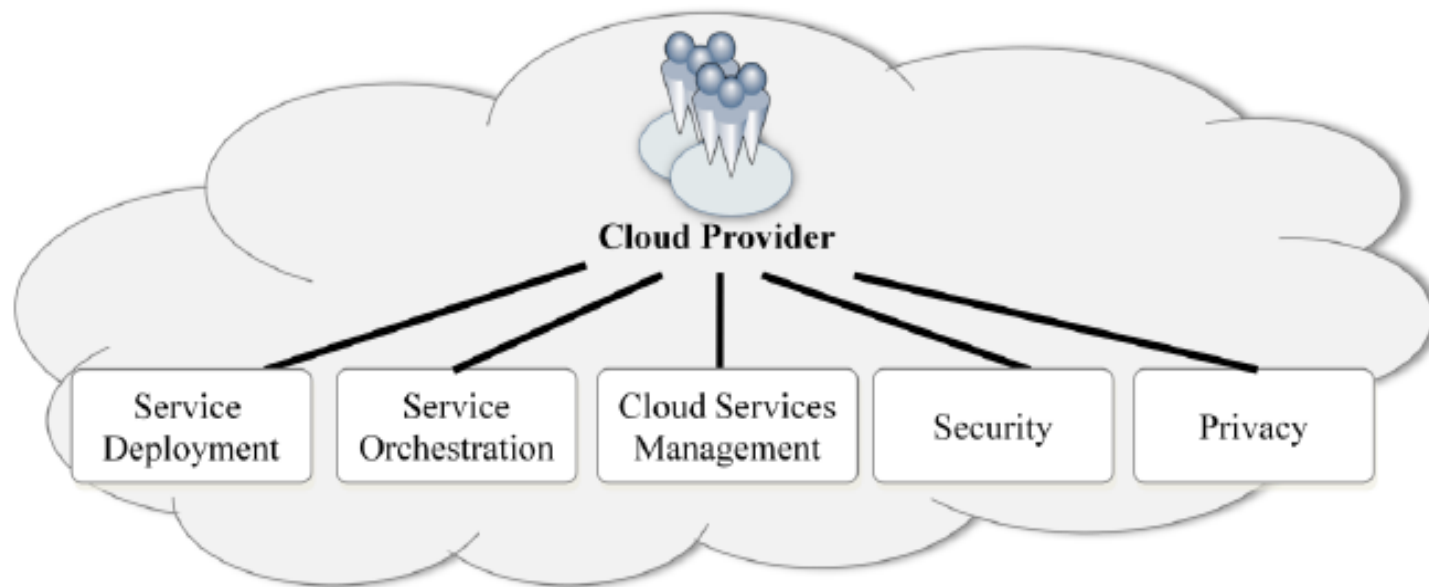 Cloud Provider
Service
Deployment
Service
Orchestration
Cloud Services
Management
Security
Privacy